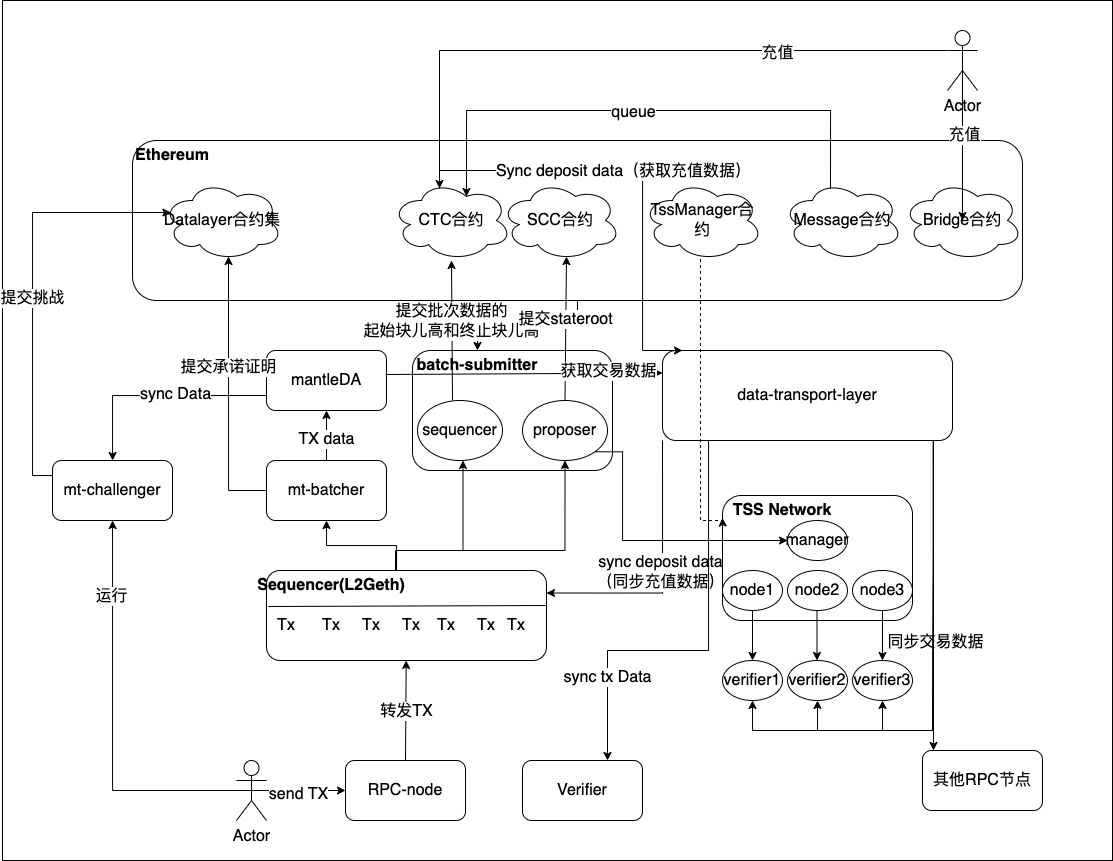 充值
Actor
queue
充值
Ethereum
Sync deposit data（获取充值数据）
Datalayer合约集
CTC合约
SCC合约
TssManager合
约
Message合约
Bridge合约
提交挑战
提交批次数据的
起始块儿高和终止块儿高
提交stateroot
提交承诺证明
mantleDA
batch-submitter
获取交易数据
data-transport-layer
sync Data
sequencer
proposer
TX data
mt-challenger
mt-batcher
TSS Network
manager
sync deposit data
（同步充值数据）
Sequencer(L2Geth)
node1
node2
node3
运行
Tx Tx Tx Tx Tx Tx Tx
同步交易数据
sync tx Data
verifier1
verifier2
verifier3
转发TX
send TX
RPC-node
Verifier
其他RPC节点
Actor